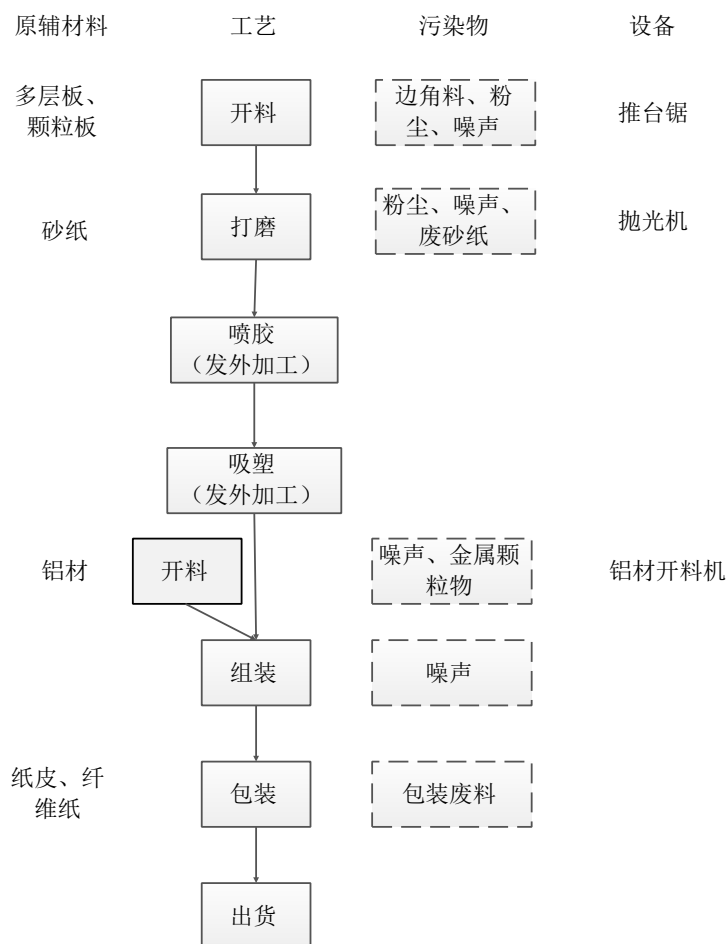 原辅材料 工艺 污染物 设备
多层板、
颗粒板
开料
边角料、粉
尘、噪声
推台锯
砂纸
打磨
粉尘、噪声、
废砂纸
抛光机
喷胶
（发外加工）
吸塑
（发外加工）
铝材
开料
噪声、金属颗
粒物
铝材开料机
组装
噪声
纸皮、纤
维纸
包装
包装废料
出货